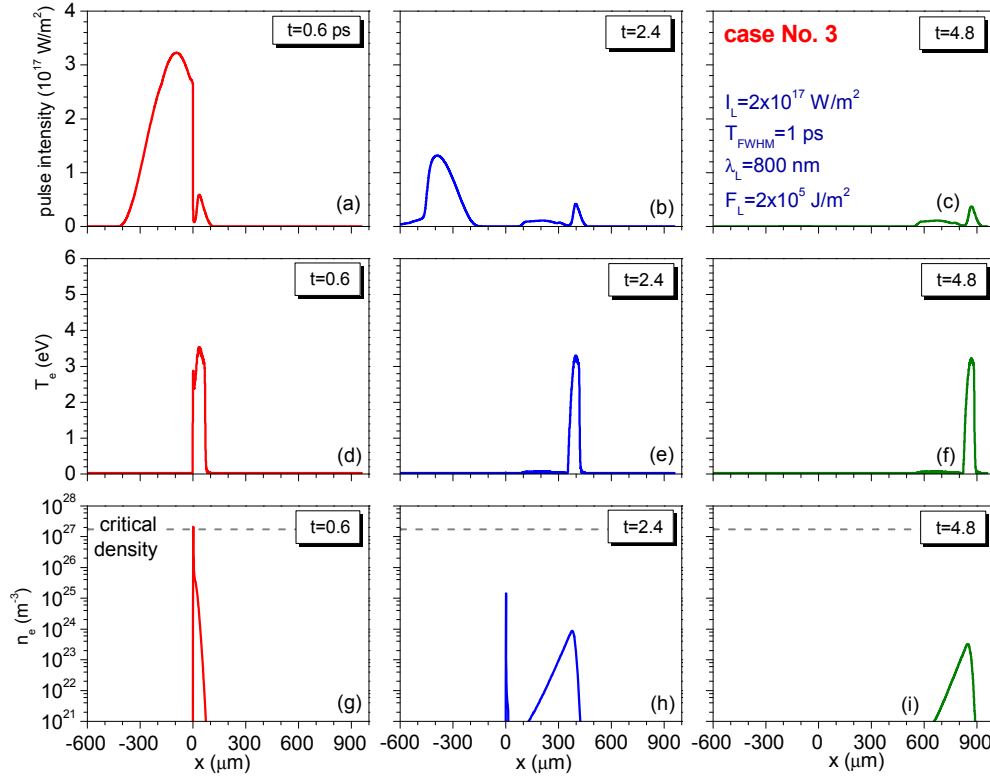 pulse intensity (10^17 W/m^2)
4
3
2
1
0
t=0.6 ps
(a)
t=2.4
(b)
case No. 3
t=4.8
I_L=2x10^17 W/m^2
T_FWHM=1 ps
λ_L=800 nm
F_L=2x10^5 J/m^2
(c)
T_e (eV)
6
5
4
3
2
1
0
t=0.6
(d)
t=2.4
(e)
t=4.8
(f)
n_e (m^-3)
10^28
10^27
10^26
10^25
10^24
10^23
10^22
10^21
critical
density
t=0.6
(g)
t=2.4
(h)
t=4.8
(i)
-600 -300 0 300 600 900
-600 -300 0 300 600 900
-600 -300 0 300 600 900
x (μm)
x (μm)
x (μm)